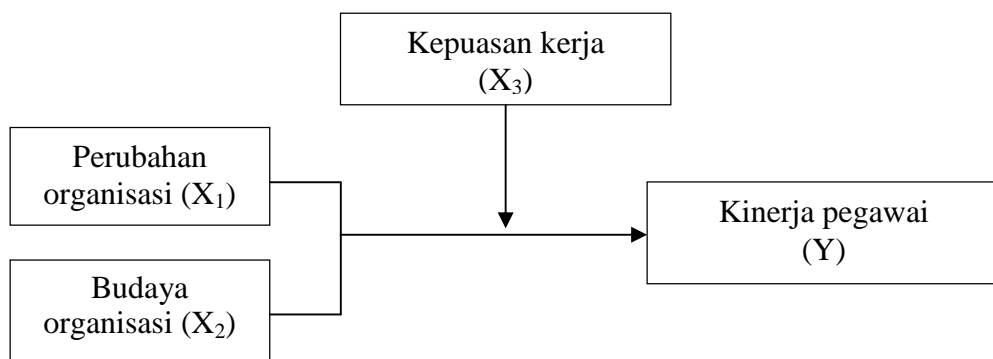 Kepuasan kerja
(X₃)
Perubahan
organisasi (X₁)
Kinerja pegawai
(Y)
Budaya
organisasi (X₂)